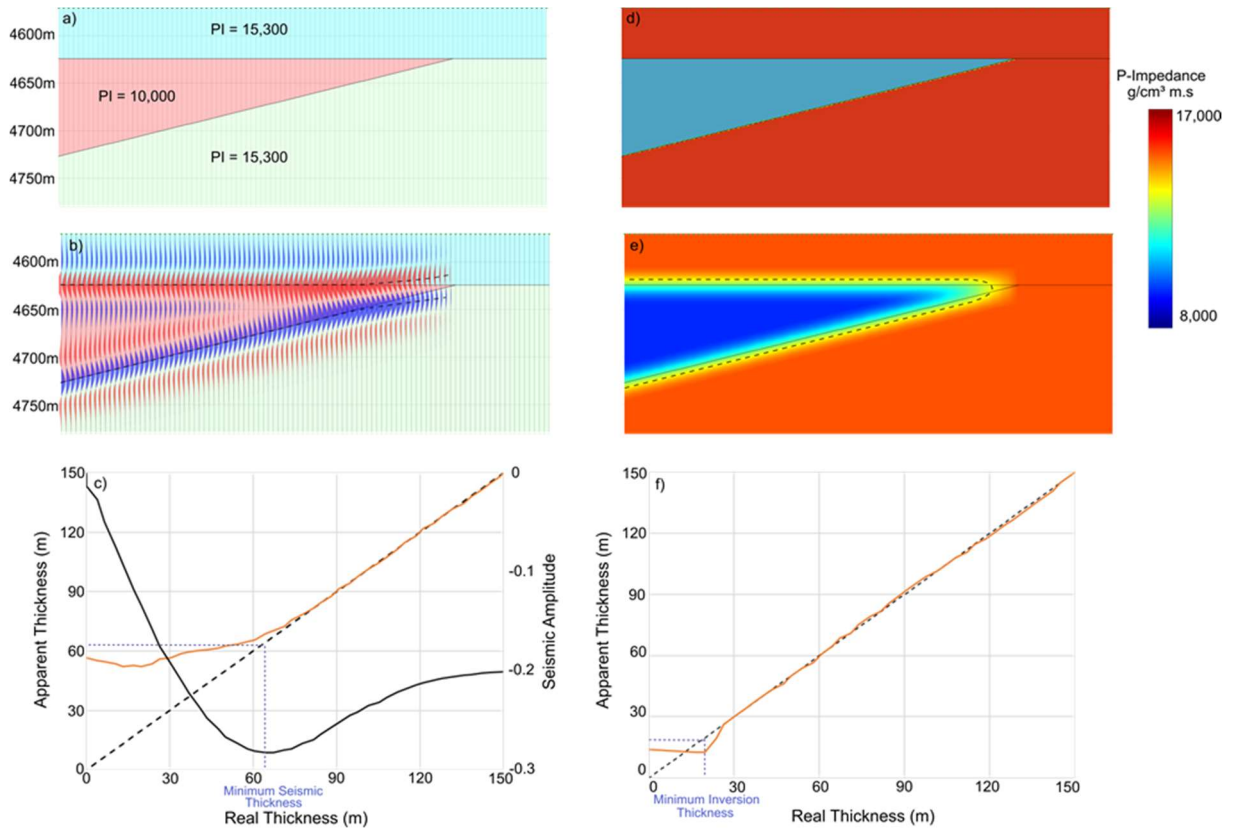 a)
4600m
PI = 15,300
4650m
PI = 10,000
4700m
PI = 15,300
4750m
d)
P-Impedance
g/cm³ m.s
17,000
8,000
b)
4600m
4650m
4700m
4750m
e)
c)
150
120
90
60
30
0
Apparent Thickness (m)
0
-0.1
-0.2
-0.3
Seismic Amplitude
0 30 60 90 120 150
Minimum Seismic
Thickness
Real Thickness (m)
f)
150
120
90
60
30
0
Apparent Thickness (m)
0 30 60 90 120 150
Minimum Inversion
Thickness
Real Thickness (m)